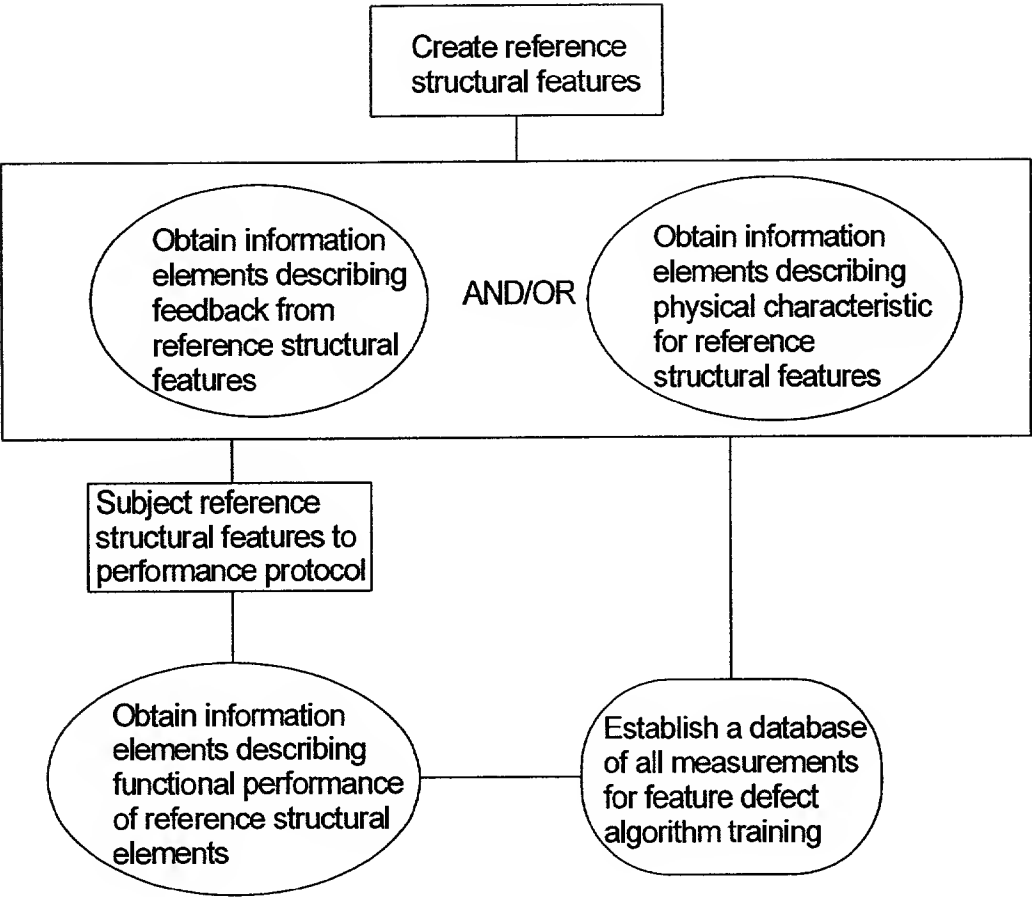 Create reference
structural features
Obtain information
elements describing
feedback from
reference structural
features
AND/OR
Obtain information
elements describing
physical characteristic
for reference
structural features
Subject reference
structural features to
performance protocol
Obtain information
elements describing
functional performance
of reference structural
elements
Establish a database
of all measurements
for feature defect
algorithm training